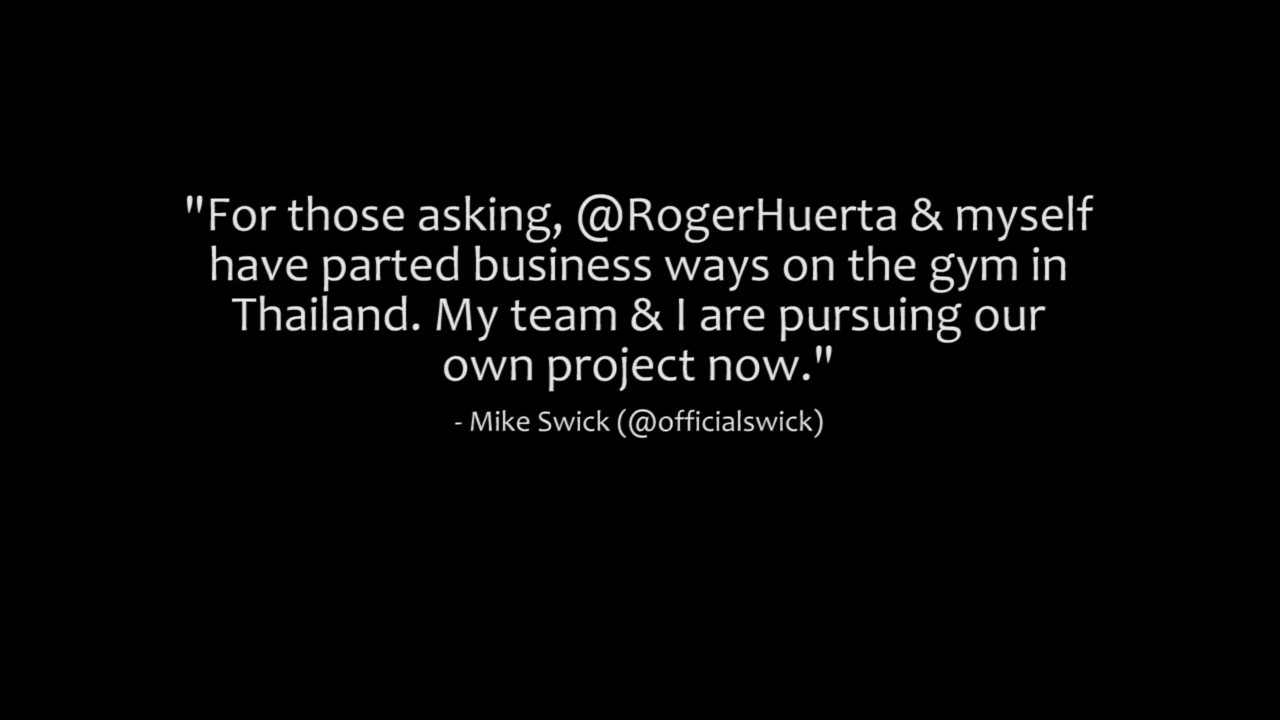 "For those asking, @RogerHuerta & myself
have parted business ways on the gym in
Thailand. My team & I are pursuing our
own project now."
- Mike Swick (@officialswick)